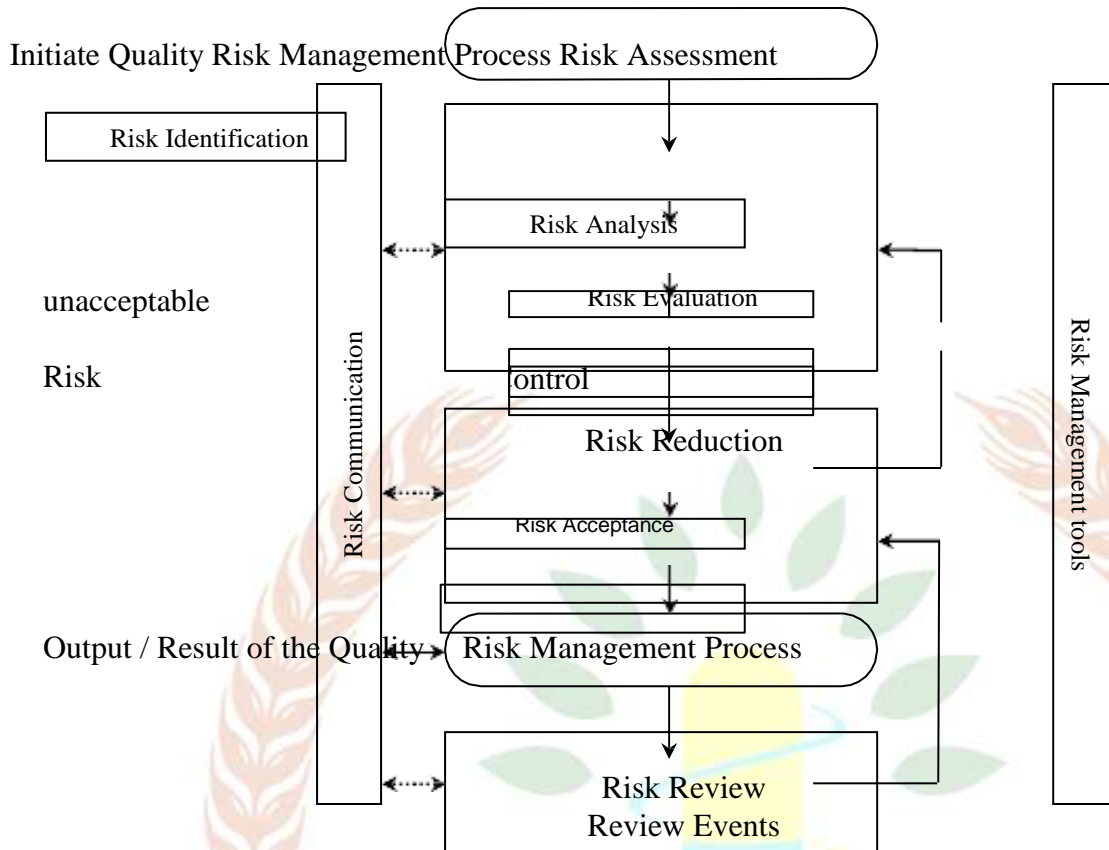 Initiate Quality Risk Management Process Risk Assessment
Risk Identification
Risk Analysis
unacceptable
Risk Evaluation
Risk ontrol
Risk Reduction
Risk Communication
Risk Management tools
Risk Acceptance
Output / Result of the Quality Risk Management Process
Risk Review
Review Events